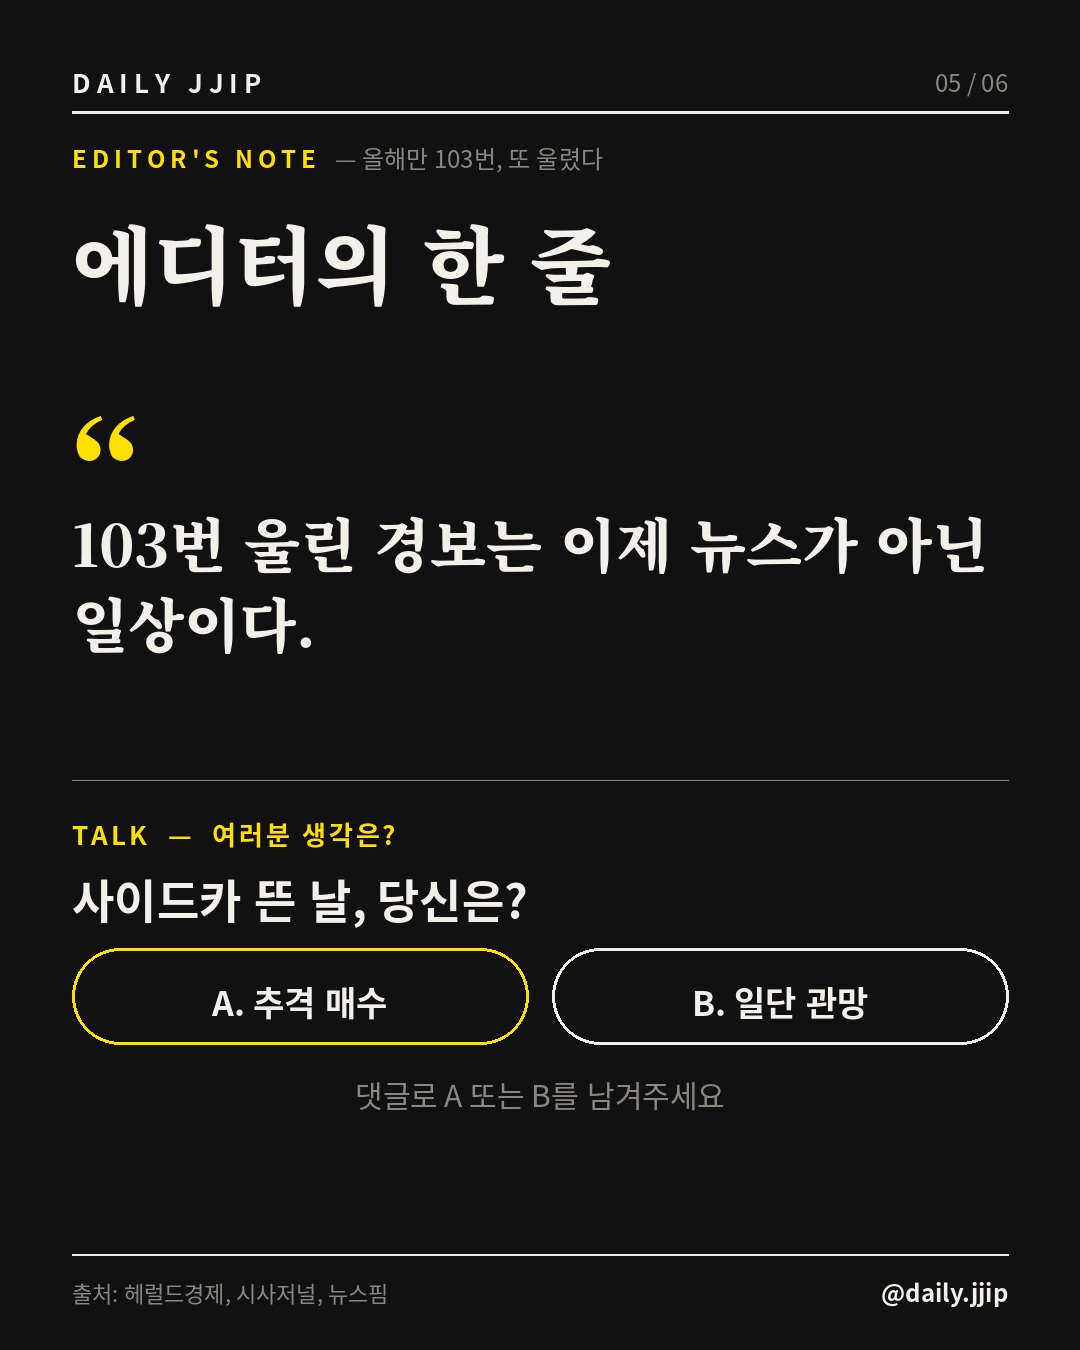 DAILY JJIP
05 / 06
EDITOR'S NOTE — 올해만 103번, 또 울렸다
에디터의 한 줄
“
103번 울린 경보는 이제 뉴스가 아닌
일상이다.
TALK — 여러분 생각은?
사이드카 뜬 날, 당신은?
A. 추격 매수
B. 일단 관망
댓글로 A 또는 B를 남겨주세요
출처: 헤럴드경제, 시사저널, 뉴스핌
@daily.jjip